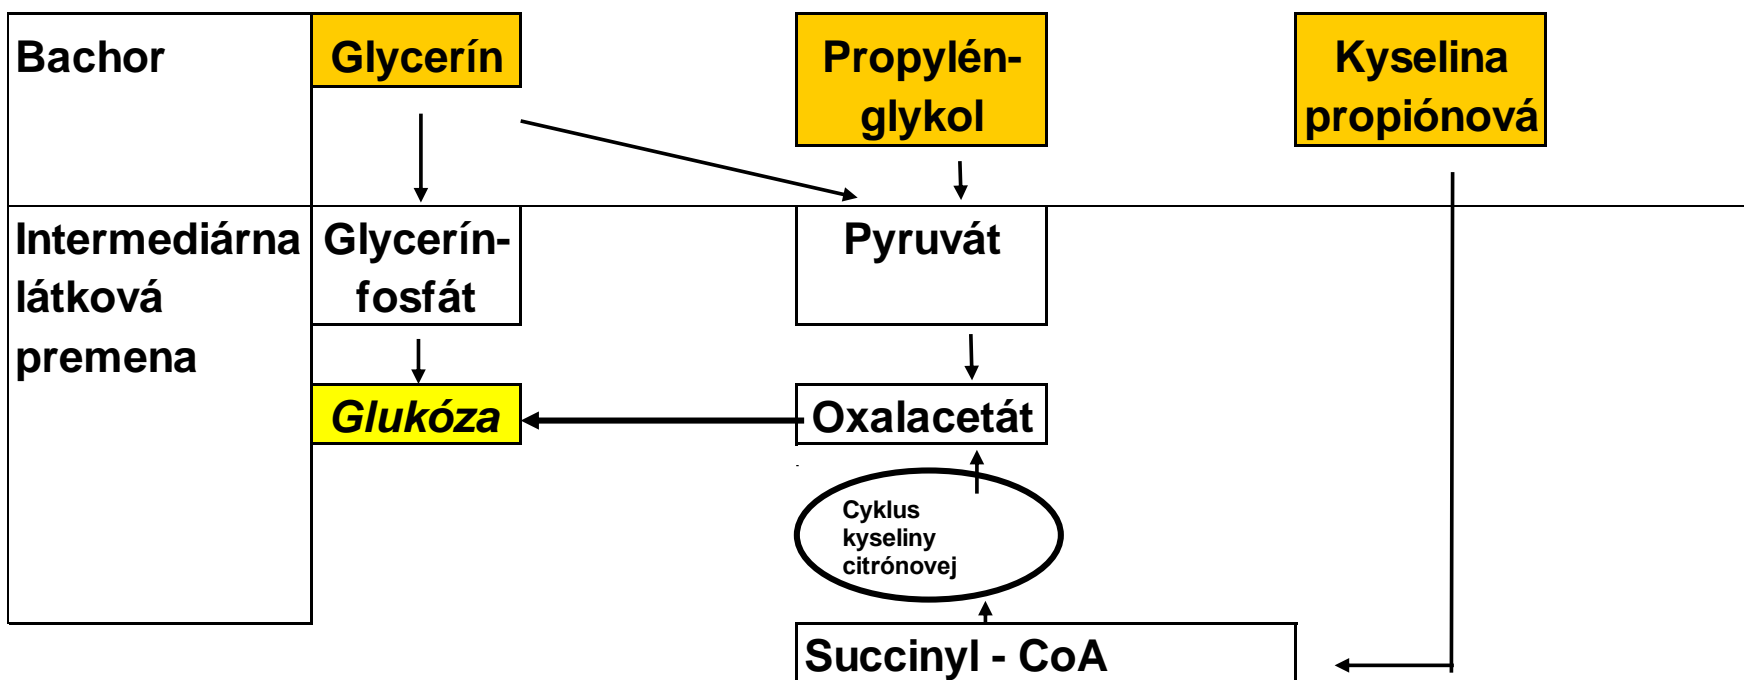 Bachor
Glycerín
Propylén-
glykol
Kyselina
propiónová
Intermediárna
látková
premena
Glycerín-
fosfát
Pyruvát
Glukóza
Oxalacetát
Cyklus
kyseliny
citrónovej
Succinyl - CoA